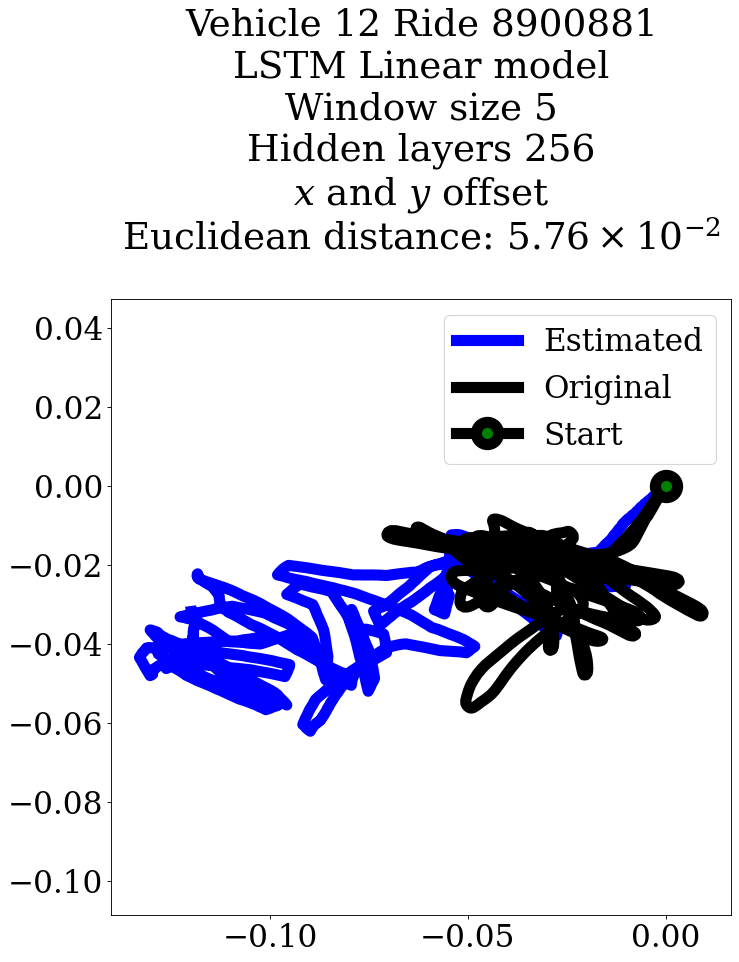 Vehicle 12 Ride 8900881
LSTM Linear model
Window size 5
Hidden layers 256
x and y offset
Euclidean distance: 5.76 × 10⁻²
Estimated
Original
Start
0.04
0.02
0.00
−0.02
−0.04
−0.06
−0.08
−0.10
−0.10 −0.05 0.00